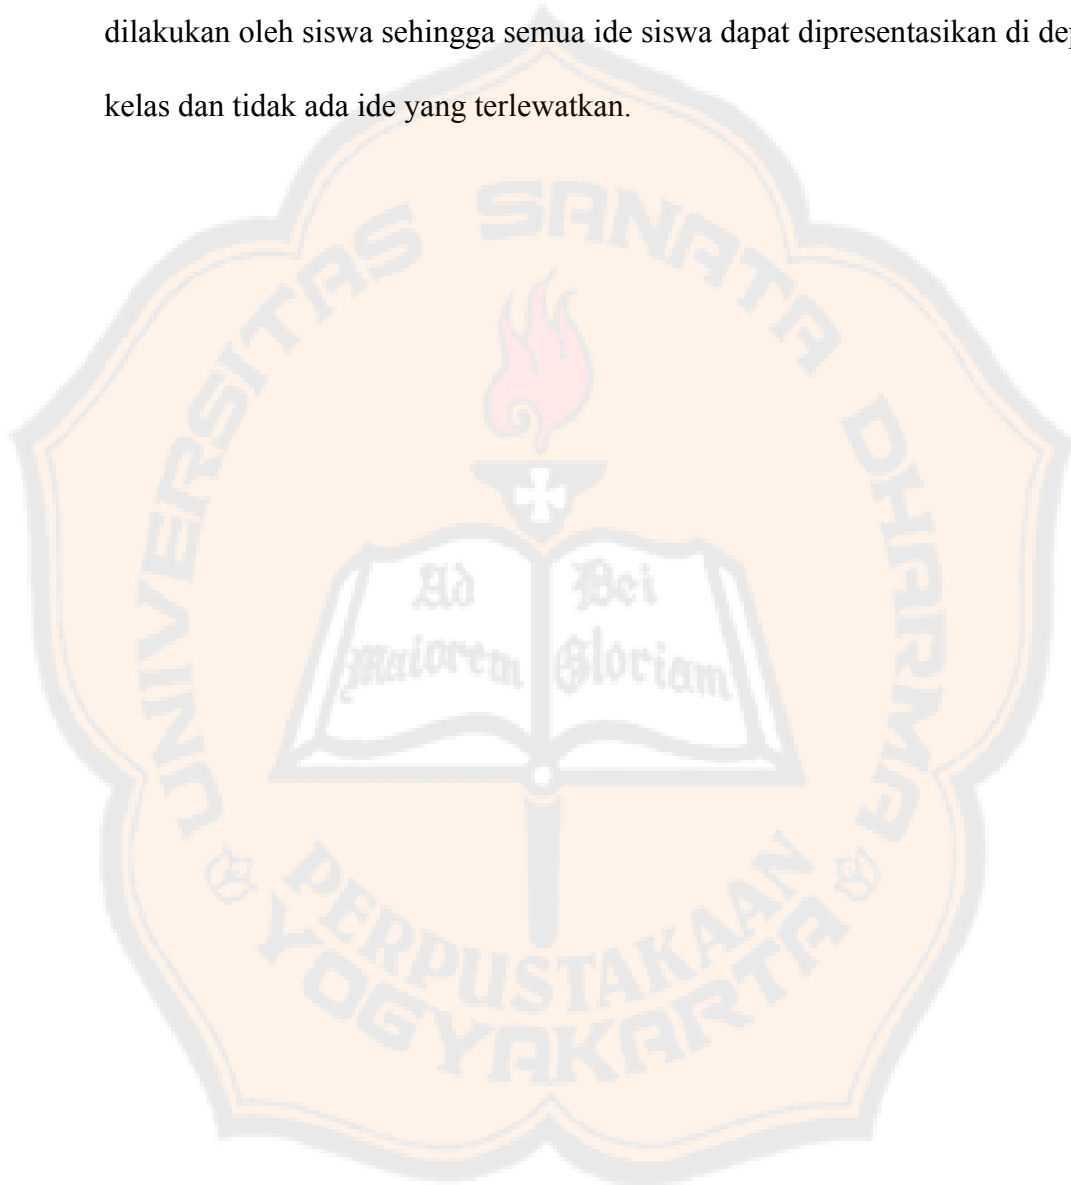 dilakukan oleh siswa sehingga semua ide siswa dapat dipresentasikan di
kelas dan tidak ada ide yang terlewatkan.
UNIVERSITAS SANATA DHARMA
Ad
Maiorem
Dei
Gloriam
PERPUSTAKAAN
YOGYAKARTA